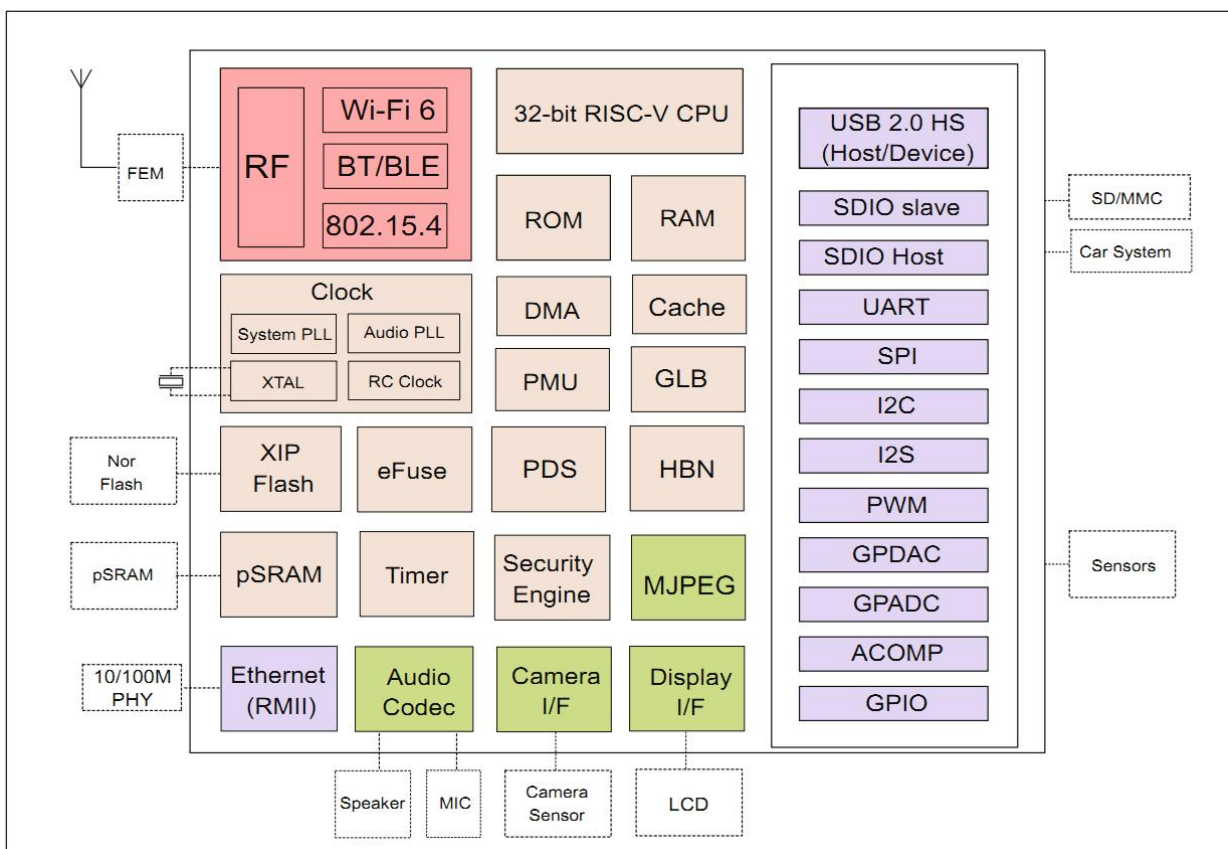 FEM
RF
Wi-Fi 6
BT/BLE
802.15.4
Clock
System PLL
Audio PLL
XTAL
RC Clock
32-bit RISC-V CPU
ROM
RAM
DMA
Cache
PMU
GLB
Nor
Flash
XIP
Flash
eFuse
PDS
HBN
pSRAM
pSRAM
Timer
Security
Engine
MJPEG
10/100M
PHY
Ethernet
(RMII)
Audio
Codec
Camera
I/F
Display
I/F
Speaker
MIC
Camera
Sensor
LCD
USB 2.0 HS
(Host/Device)
SDIO slave
SDIO Host
UART
SPI
I2C
I2S
PWM
GPDAC
GPADC
ACOMP
GPIO
SD/MMC
Car System
Sensors